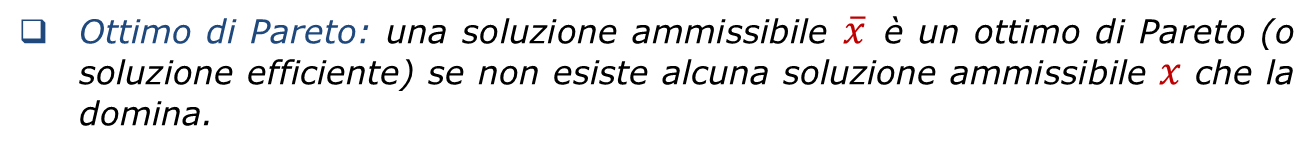 ❑ Ottimo di Pareto: una soluzione ammissibile x̄ è un ottimo di Pareto (o
soluzione efficiente) se non esiste alcuna soluzione ammissibile x che la
domina.